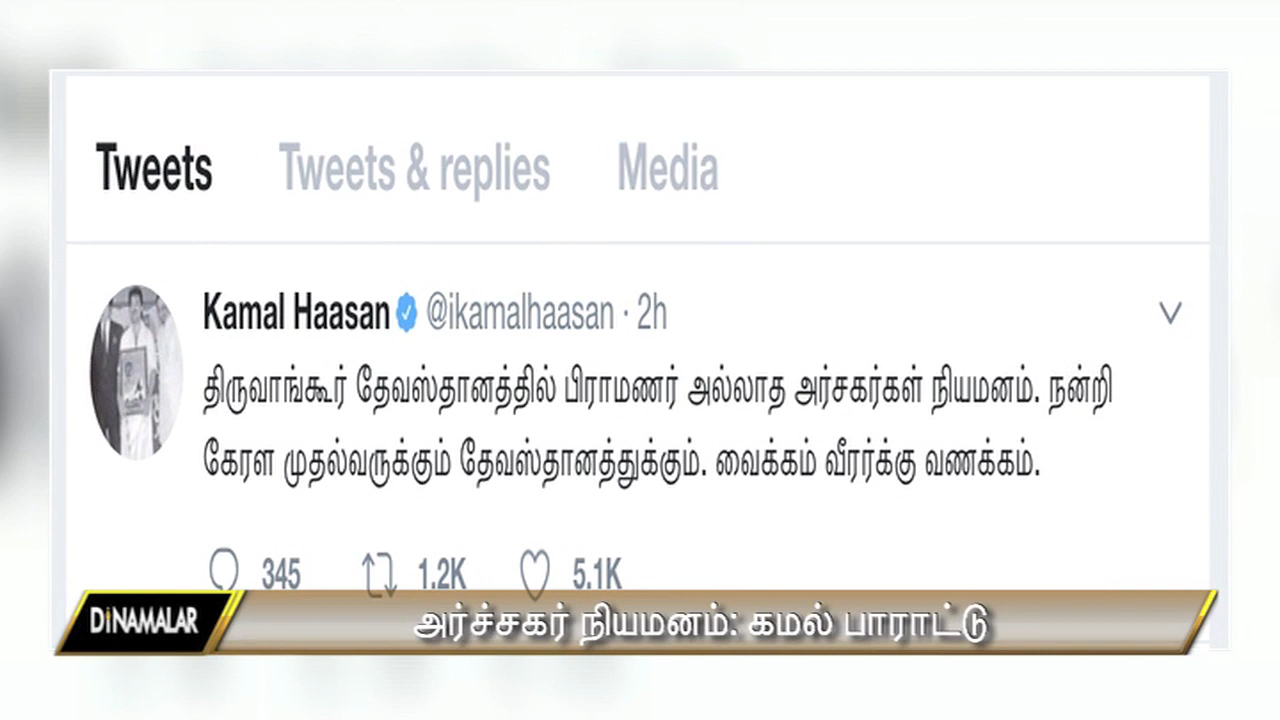 Tweets Tweets & replies Media
Kamal Haasan @ikamalhaasan · 2h
திருவாங்கூர் தேவஸ்தானத்தில் பிராமணர் அல்லாத அர்சகர்கள் நியமனம். நன்றி
கேரள முதல்வருக்கும் தேவஸ்தானத்துக்கும். வைக்கம் வீரர்க்கு வணக்கம்.
345 1.2K 5.1K
DINAMALAR அர்ச்சகர் நியமனம்: கமல் பாராட்டு